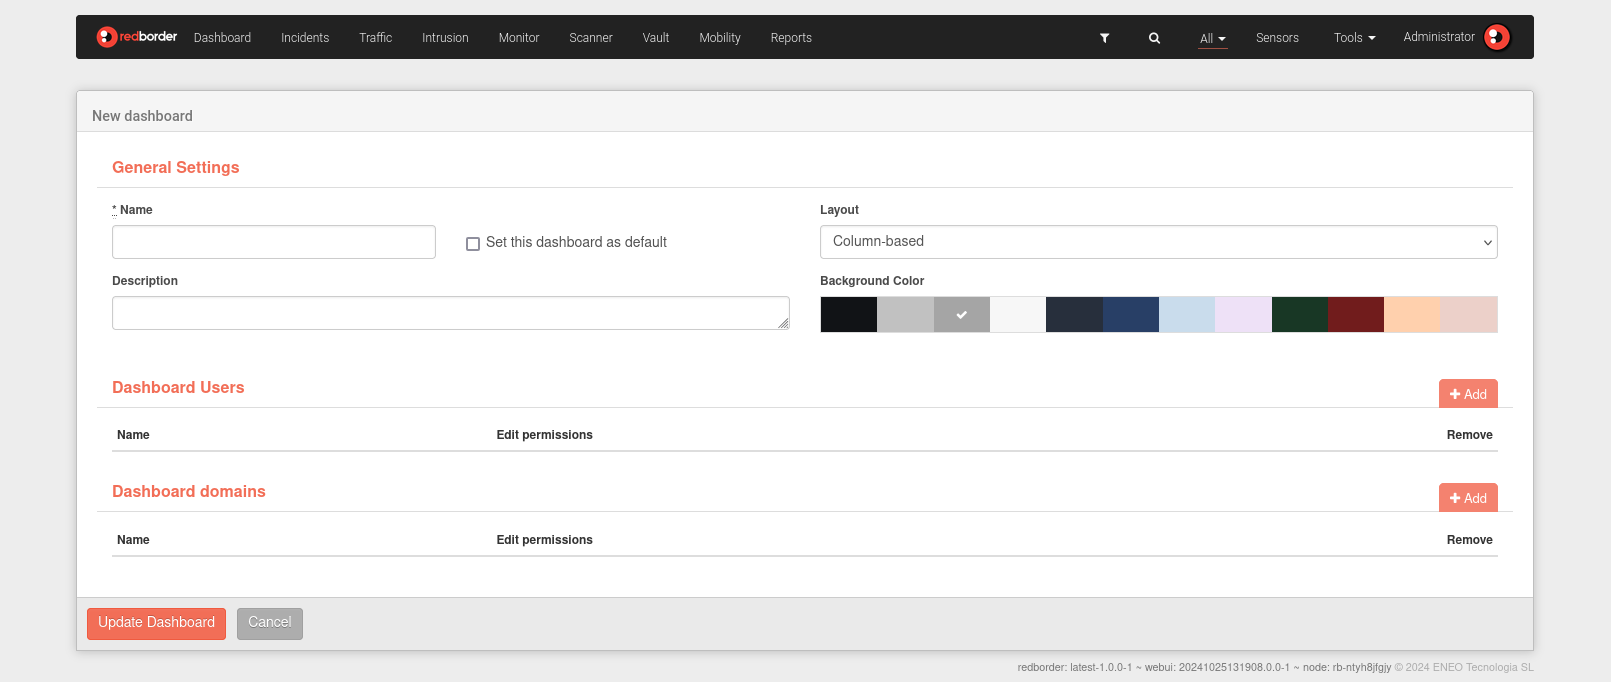 redborder Dashboard Incidents Traffic Intrusion Monitor Scanner Vault Mobility Reports All Sensors Tools Administrator
New dashboard
General Settings
* Name Layout
Set this dashboard as default Column-based
Description Background Color
Dashboard Users Add
Name Edit permissions Remove
Dashboard domains Add
Name Edit permissions Remove
Update Dashboard Cancel
redborder: latest-1.0.0-1 ~ webui: 20241025131908.0.0-1 ~ node: rb-ntyh8jfgjy © 2024 ENEO Tecnologia SL